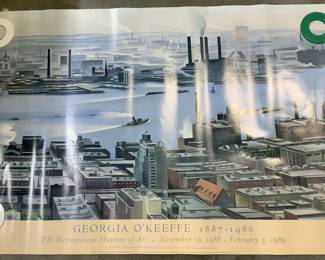 GEORGIA O'KEEFFE 1887-1986
The Metropolitan Museum of Art • November 19, 1988 - February 5, 1989